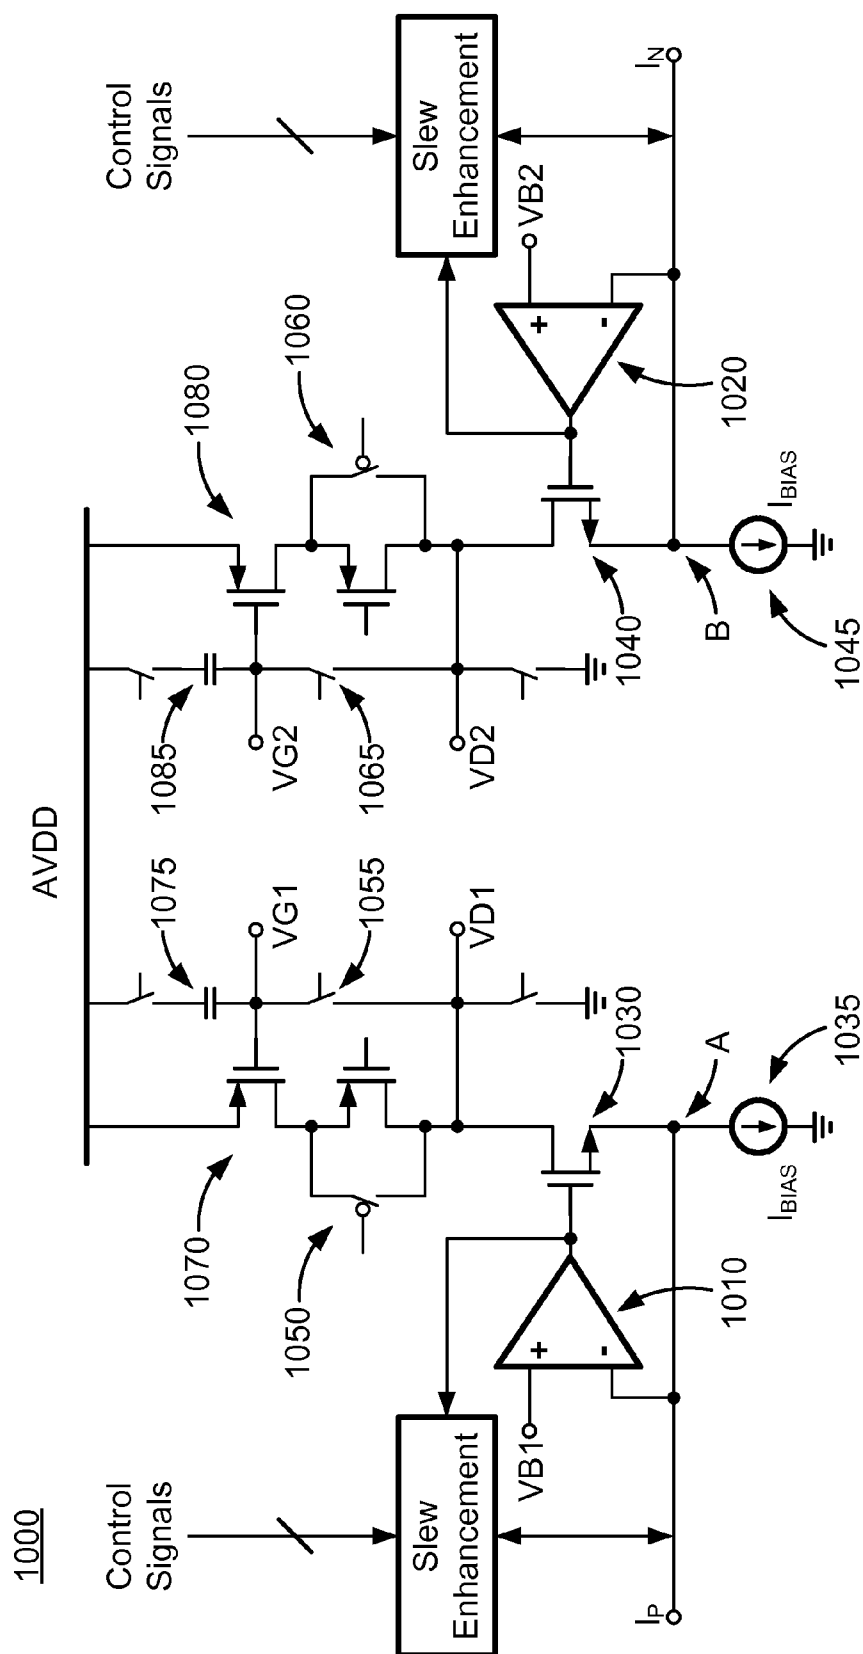 1000
Control
Signals
Slew
Enhancement
I_P
VB1
+
-
1010
1050
1070
AVDD
1075
VG1
1055
VD1
1030
A
I_BIAS
1035
1085
VG2
1065
VD2
1080
1060
1040
B
I_BIAS
1045
Control
Signals
Slew
Enhancement
VB2
+
-
1020
I_N